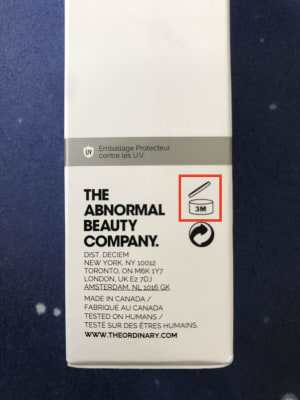 UV
Emballage Protecteur
contre les U.V.
3M
THE
ABNORMAL
BEAUTY
COMPANY.
DIST. DECIEM
NEW YORK, NY 10012
TORONTO, ON M6K 1Y7
LONDON, UK E2 7DJ
AMSTERDAM, NL 1016 GK
MADE IN CANADA /
FABRIQUÉ AU CANADA
TESTED ON HUMANS /
TESTÉ SUR DES ÊTRES HUMAINS.
WWW.THEORDINARY.COM